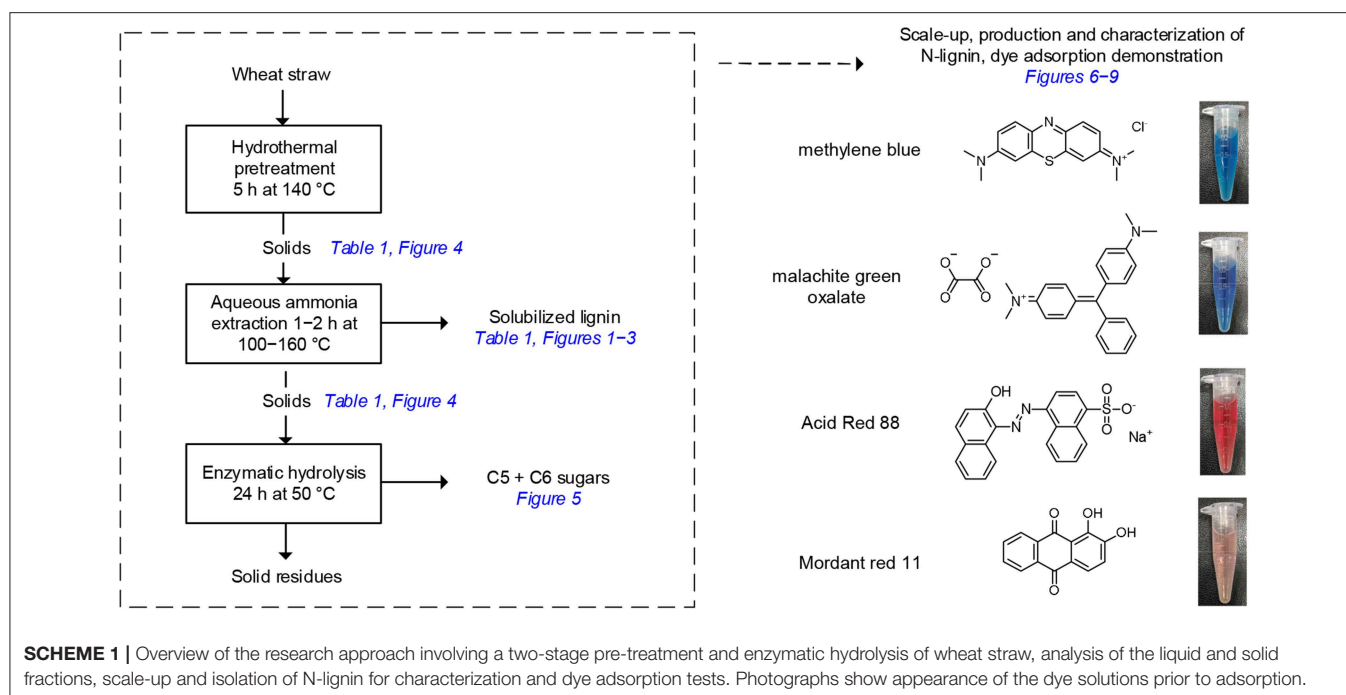 Wheat straw
Hydrothermal
pretreatment
5 h at 140 °C
Solids Table 1, Figure 4
Aqueous ammonia
extraction 1–2 h at
100–160 °C
Solubilized lignin
Table 1, Figures 1–3
Solids Table 1, Figure 4
Enzymatic hydrolysis
24 h at 50 °C
C5 + C6 sugars
Figure 5
Solid residues
Scale-up, production and characterization of
N-lignin, dye adsorption demonstration
Figures 6–9
methylene blue
N
Cl-
N
S
N+
malachite green
oxalate
O- O-
O O
N
N+
Acid Red 88
OH
N
N
O
S O-
O
Na+
Mordant red 11
O OH
OH
O
SCHEME 1 | Overview of the research approach involving a two-stage pre-treatment and enzymatic hydrolysis of wheat straw, analysis of the liquid and solid
fractions, scale-up and isolation of N-lignin for characterization and dye adsorption tests. Photographs show appearance of the dye solutions prior to adsorption.